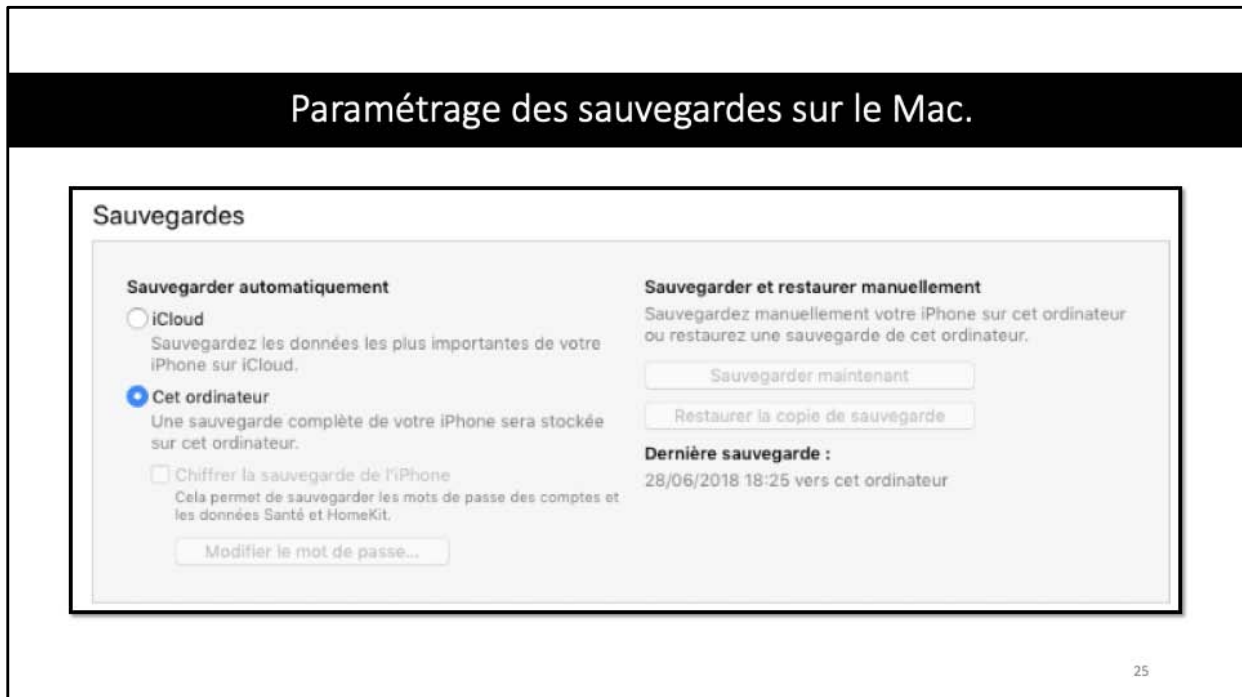 Paramétrage des sauvegardes sur le Mac.
Sauvegardes
Sauvegarder automatiquement
iCloud
Sauvegardez les données les plus importantes de votre
iPhone sur iCloud.
Cet ordinateur
Une sauvegarde complète de votre iPhone sera stockée
sur cet ordinateur.
Chiffrer la sauvegarde de l'iPhone
Cela permet de sauvegarder les mots de passe des comptes et
les données Santé et HomeKit.
Modifier le mot de passe...
Sauvegarder et restaurer manuellement
Sauvegardez manuellement votre iPhone sur cet ordinateur
ou restaurez une sauvegarde de cet ordinateur.
Sauvegarder maintenant
Restaurer la copie de sauvegarde
Dernière sauvegarde :
28/06/2018 18:25 vers cet ordinateur
25